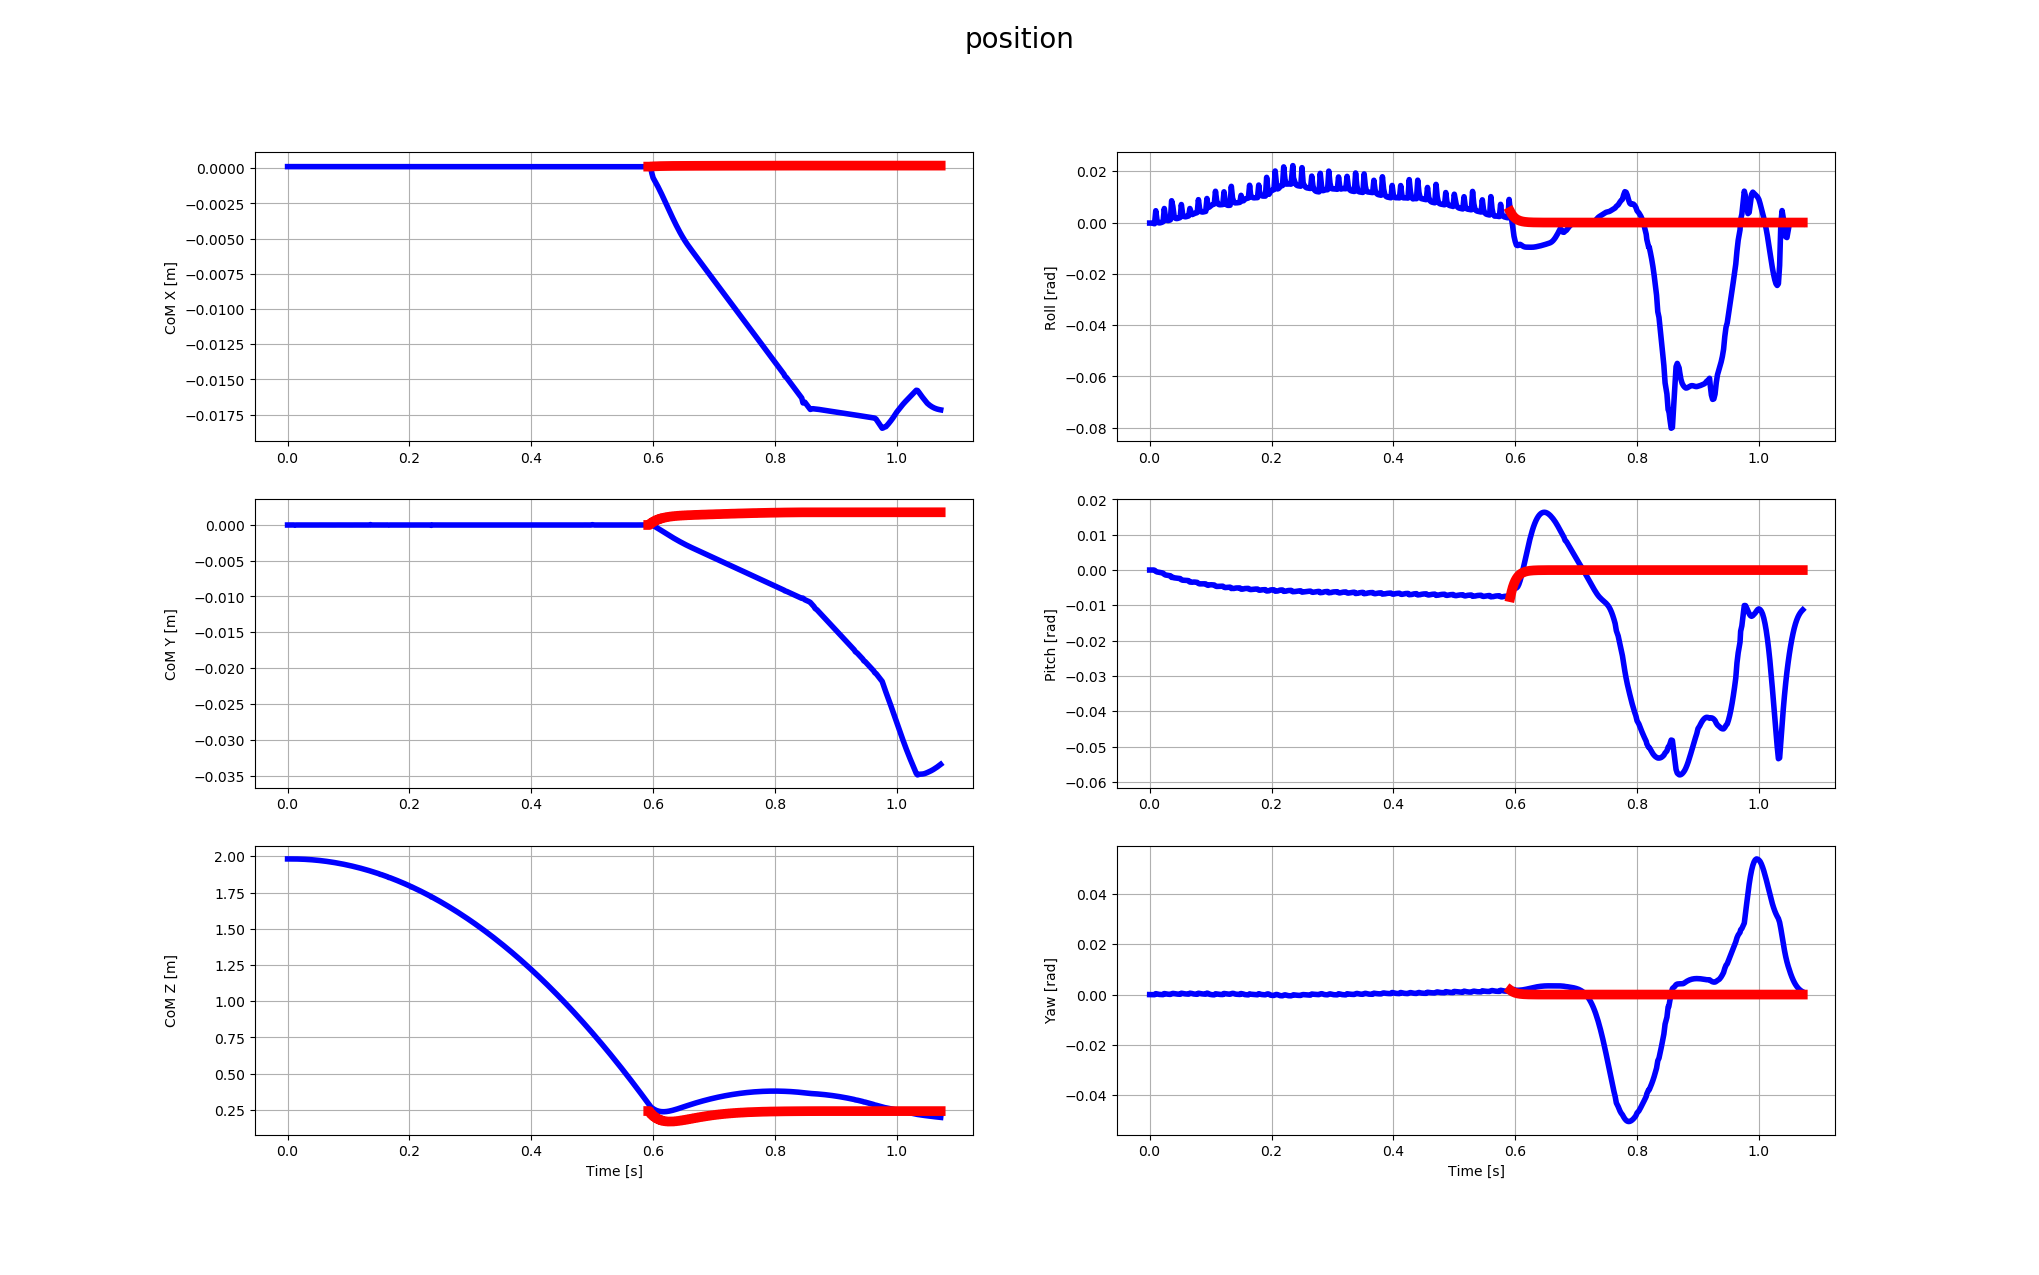 position
CoM X [m]
0.0000
−0.0025
−0.0050
−0.0075
−0.0100
−0.0125
−0.0150
−0.0175
0.0 0.2 0.4 0.6 0.8 1.0
Roll [rad]
0.02
0.00
−0.02
−0.04
−0.06
−0.08
0.0 0.2 0.4 0.6 0.8 1.0
CoM Y [m]
0.000
−0.005
−0.010
−0.015
−0.020
−0.025
−0.030
−0.035
0.0 0.2 0.4 0.6 0.8 1.0
Pitch [rad]
0.02
0.01
0.00
−0.01
−0.02
−0.03
−0.04
−0.05
−0.06
0.0 0.2 0.4 0.6 0.8 1.0
CoM Z [m]
2.00
1.75
1.50
1.25
1.00
0.75
0.50
0.25
0.0 0.2 0.4 0.6 0.8 1.0
Time [s]
Yaw [rad]
0.04
0.02
0.00
−0.02
−0.04
0.0 0.2 0.4 0.6 0.8 1.0
Time [s]